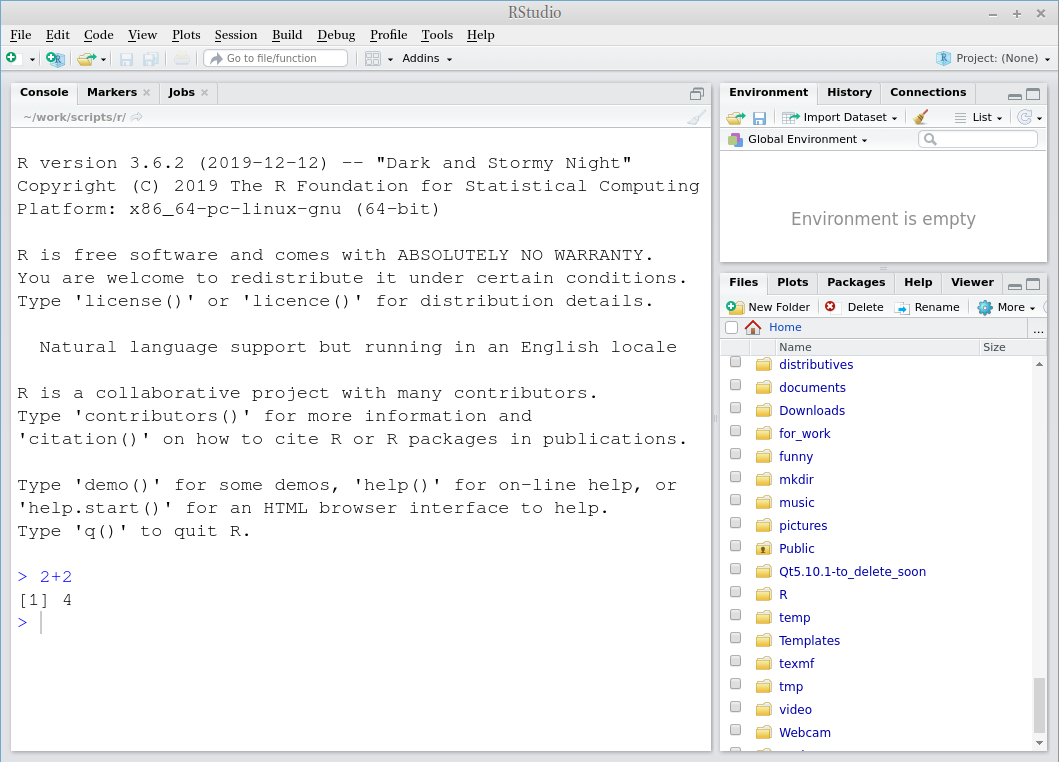 RStudio
File Edit Code View Plots Session Build Debug Profile Tools Help
Go to file/function Addins Project: (None)
Console Markers Jobs
~/work/scripts/r/
R version 3.6.2 (2019-12-12) -- "Dark and Stormy Night"
Copyright (C) 2019 The R Foundation for Statistical Computing
Platform: x86_64-pc-linux-gnu (64-bit)
R is free software and comes with ABSOLUTELY NO WARRANTY.
You are welcome to redistribute it under certain conditions.
Type 'license()' or 'licence()' for distribution details.
Natural language support but running in an English locale
R is a collaborative project with many contributors.
Type 'contributors()' for more information and
'citation()' on how to cite R or R packages in publications.
Type 'demo()' for some demos, 'help()' for on-line help, or
'help.start()' for an HTML browser interface to help.
Type 'q()' to quit R.
> 2+2
[1] 4
>
Environment History Connections
Import Dataset List
Global Environment
Environment is empty
Files Plots Packages Help Viewer
New Folder Delete Rename More
Home ...
Name Size
distributives
documents
Downloads
for_work
funny
mkdir
music
pictures
Public
Qt5.10.1-to_delete_soon
R
temp
Templates
texmf
tmp
video
Webcam